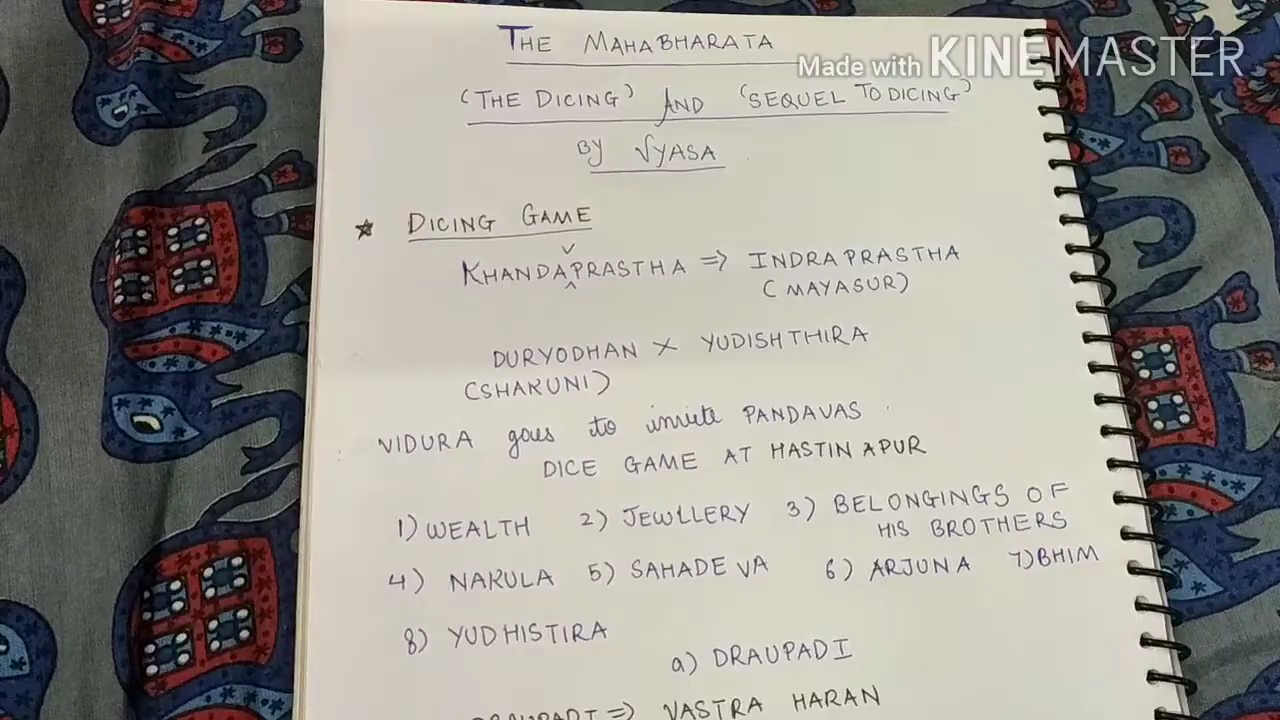 THE MAHABHARATA
Made with KINEMASTER
(THE DICING) AND (SEQUEL TO DICING)
BY VYASA
DICING GAME
KHANDAPRASTHA ⇒ INDRAPRASTHA
(MAYASUR)
DURYODHAN X YUDISHTHIRA
(SHAKUNI)
VIDURA goes to invite PANDAVAS
DICE GAME AT HASTINAPUR
1) WEALTH 2) JEWLLERY 3) BELONGINGS OF
HIS BROTHERS
4) NAKULA 5) SAHADEVA 6) ARJUNA 7) BHIM
8) YUDHISTIRA
a) DRAUPADI
DRAUPADI ⇒ VASTRA HARAN